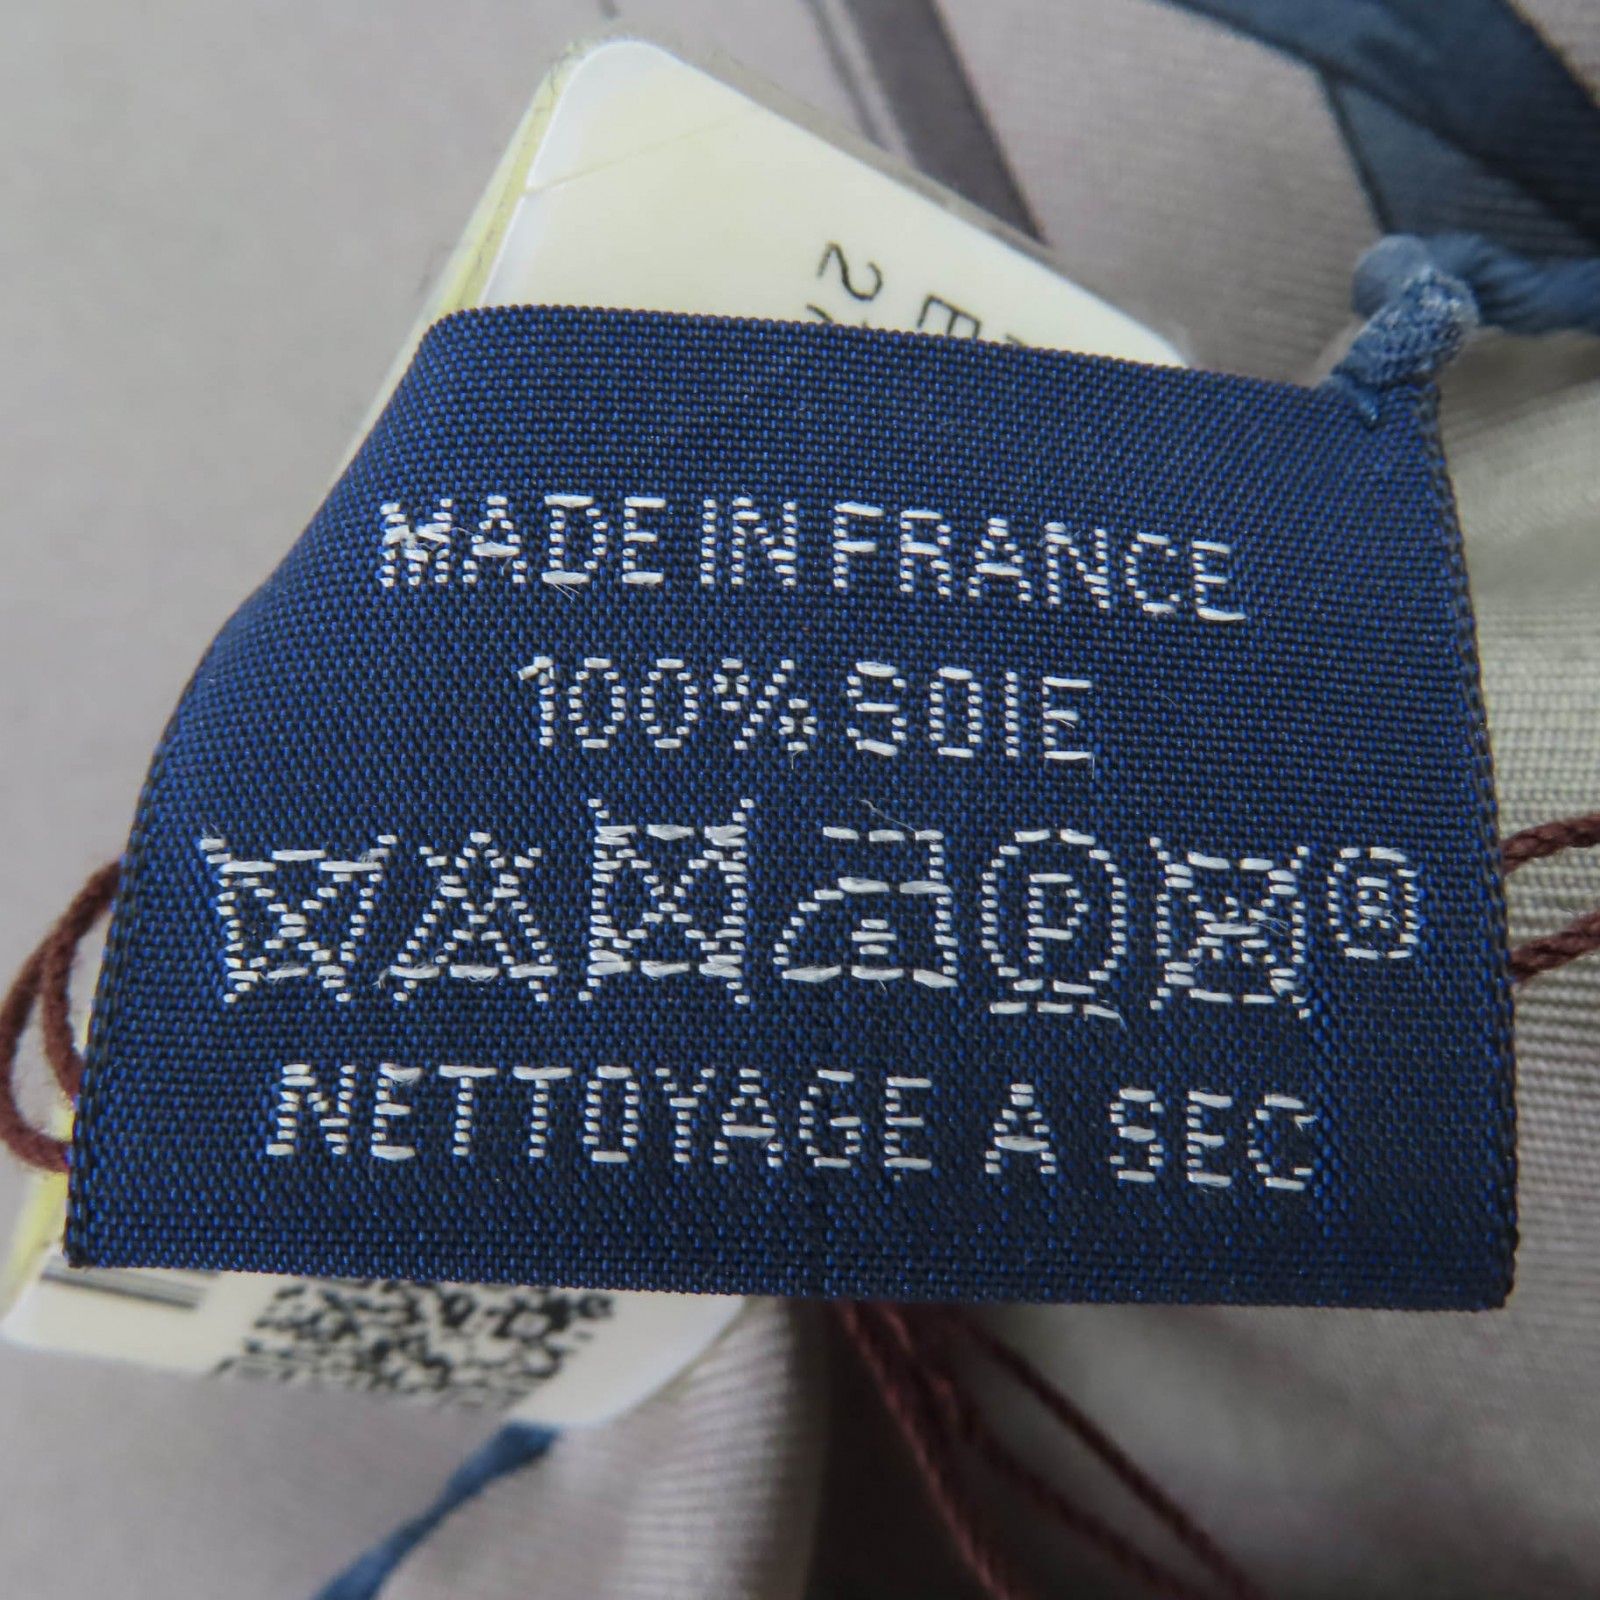 MADE IN FRANCE
100% SOIE
P
®
NETTOYAGE A SEC